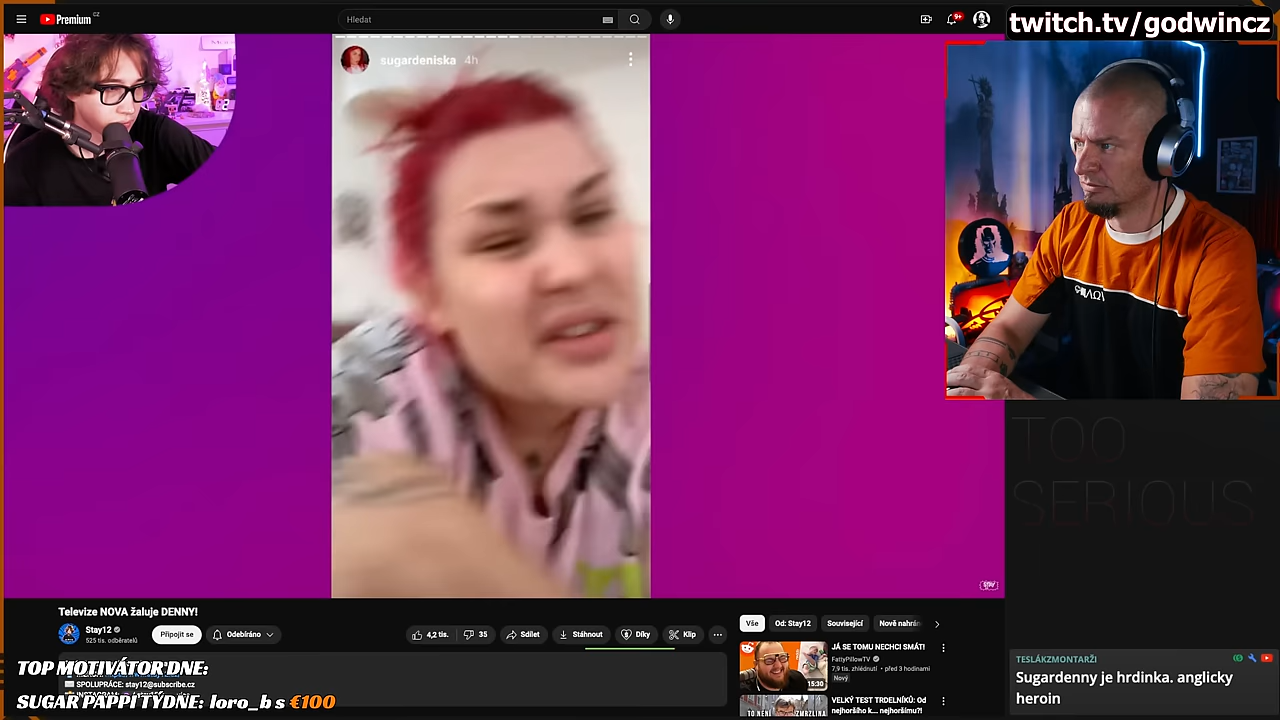 Premium CZ
Hledat
9+
twitch.tv/godwincz
sugardeniska 4h
TOO
SERIOUS
Televize NOVA žaluje DENNY!
Stay12
525 tis. odběratelů
Připojit se
Odebíráno
4,2 tis.
35
Sdílet
Stáhnout
Díky
Klip
Vše
Od: Stay12
Související
Nově nahrán
JÁ SE TOMU NECHCI SMÁT!
FattyPillowTV
7,9 tis. zhlédnutí • před 3 hodinami
Nový
15:30
VELKÝ TEST TRDELNÍKŮ: Od
nejhoršího k... nejhoršímu?!
TOP MOTIVÁTOR DNE:
SPOLUPRÁCE: stay12@subscribe.cz
SUGAR TAPPI TÝDNE: loro_b s €100
TESLÁKZMONTARŽI
Sugardenny je hrdinka. anglicky
heroin